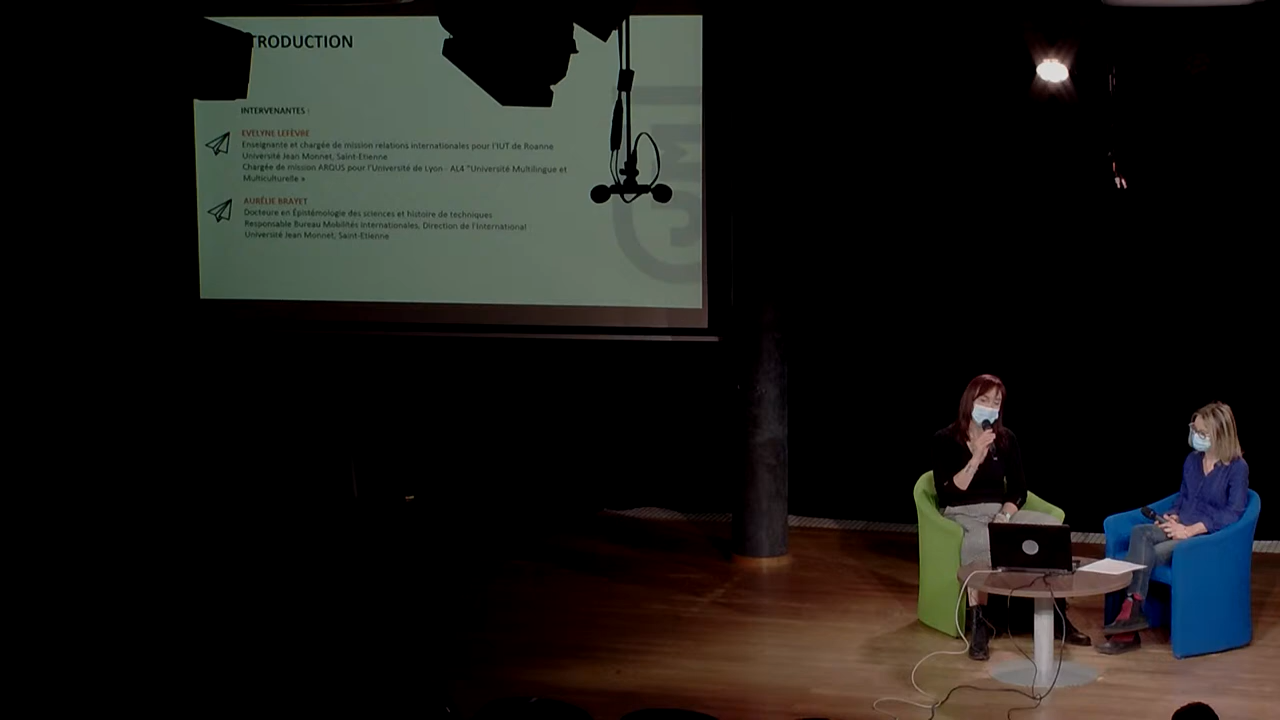 TRODUCTION
INTERVENANTES :
EVELYNE LEFÈVRE
Enseignante et chargée de mission relations internationales pour l'IUT de Roanne
Université Jean Monnet, Saint-Etienne
Chargée de mission ARQUS pour l'Université de Lyon - AL4 "Université Multilingue et
Multiculturelle »
AURÉLIE BRAYET
Docteure en Épistémologie des sciences et histoire de techniques
Responsable Bureau Mobilités internationales, Direction de l'International
Université Jean Monnet, Saint-Etienne